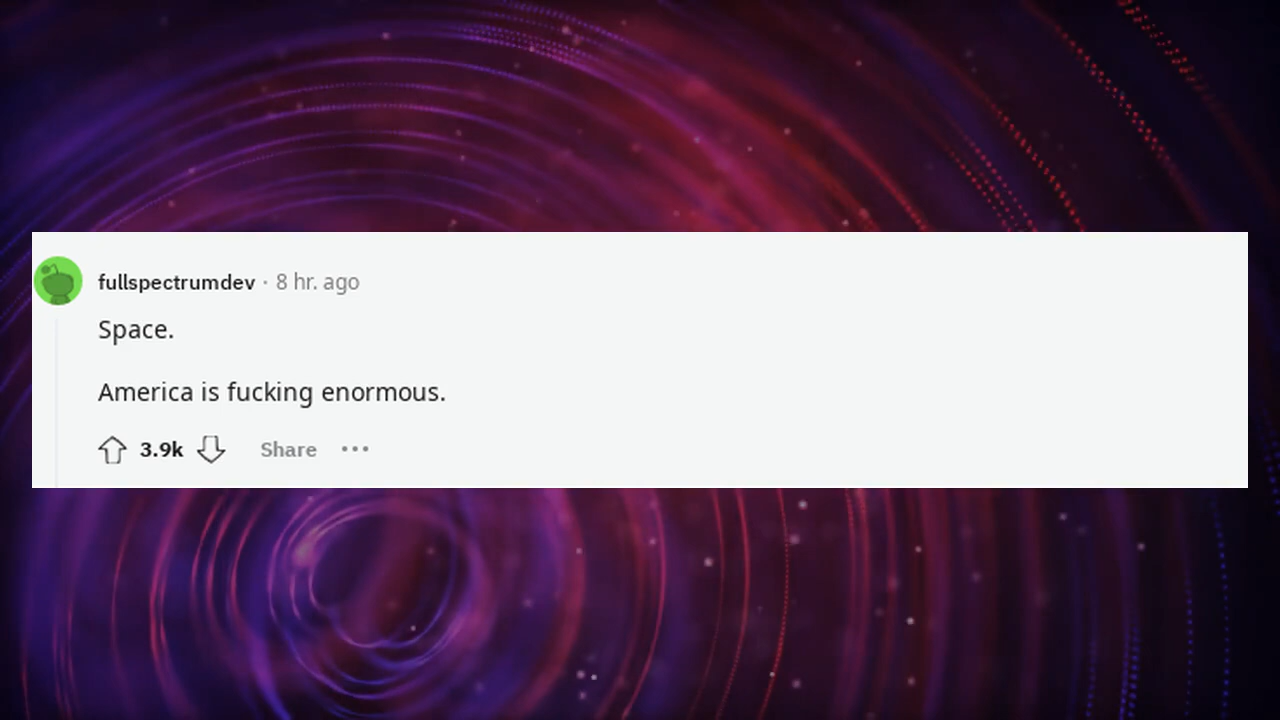 fullspectrumdev · 8 hr. ago
Space.
America is fucking enormous.
3.9k Share •••